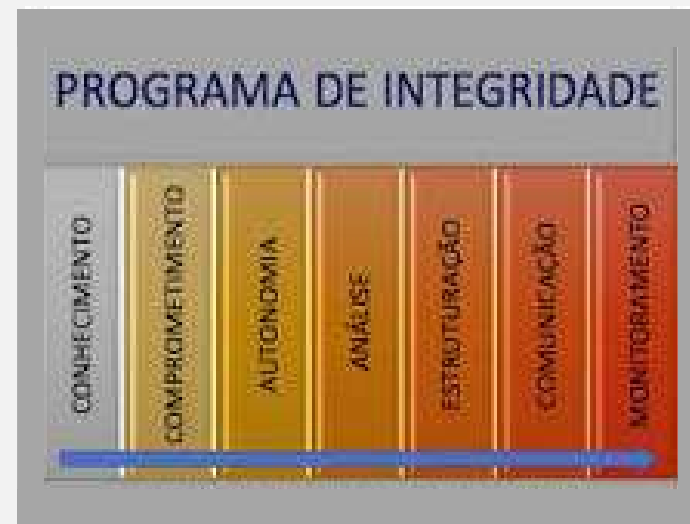 PROGRAMA DE INTEGRIDADE
CONHECIMENTO
COMPROMETIMENTO
AUTONOMIA
ANÁLISE
ESTRUTURAÇÃO
COMUNICAÇÃO
MONITORAMENTO